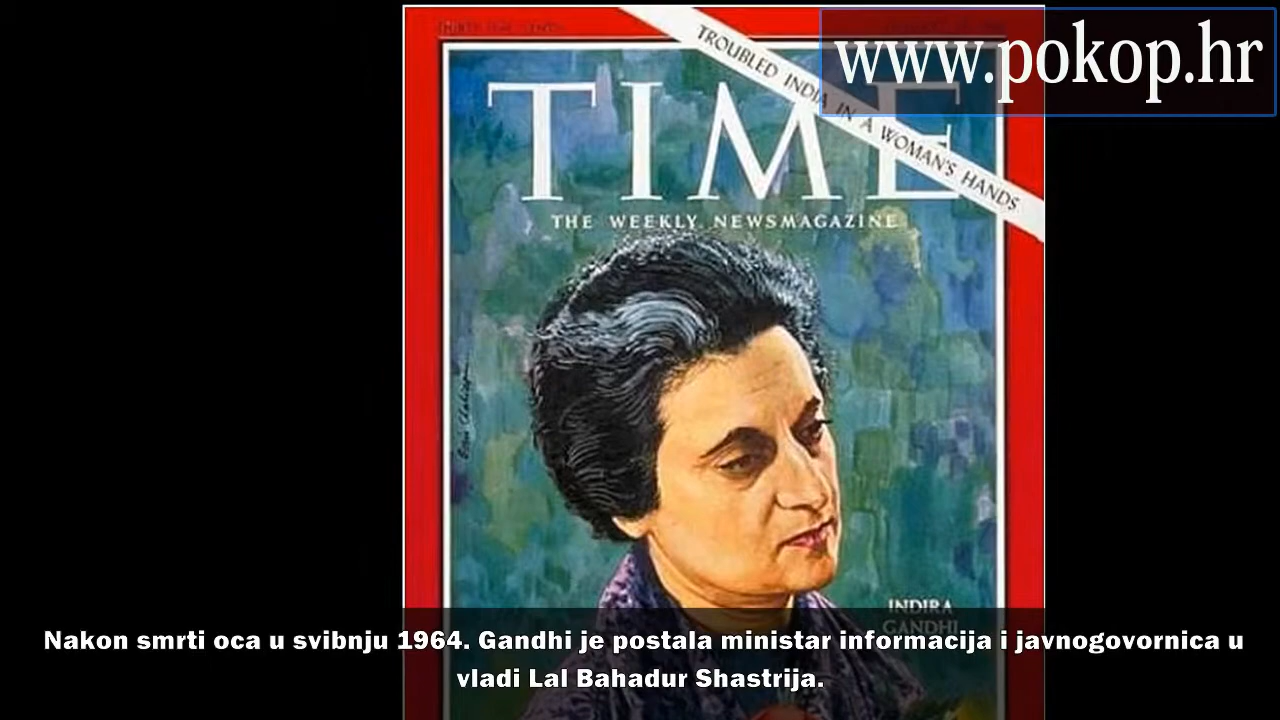 www.pokop.hr
TROUBLED INDIA IN A WOMAN'S HANDS
TIME
THE WEEKLY NEWSMAGAZINE
INDIRA
GANDHI
Nakon smrti oca u svibnju 1964. Gandhi je postala ministar informacija i javnogovornica u
vladi Lal Bahadur Shastrija.